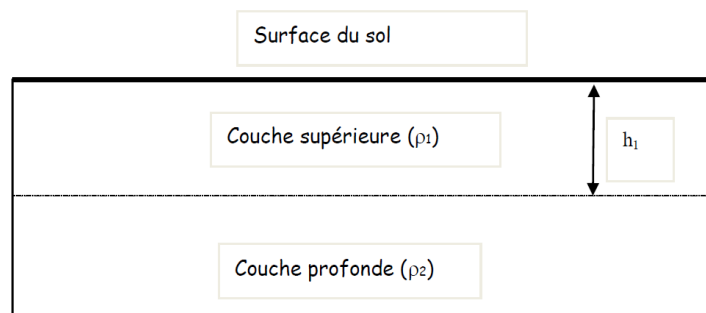 Surface du sol
Couche supérieure (ρ1)
h₁
Couche profonde (ρ2)